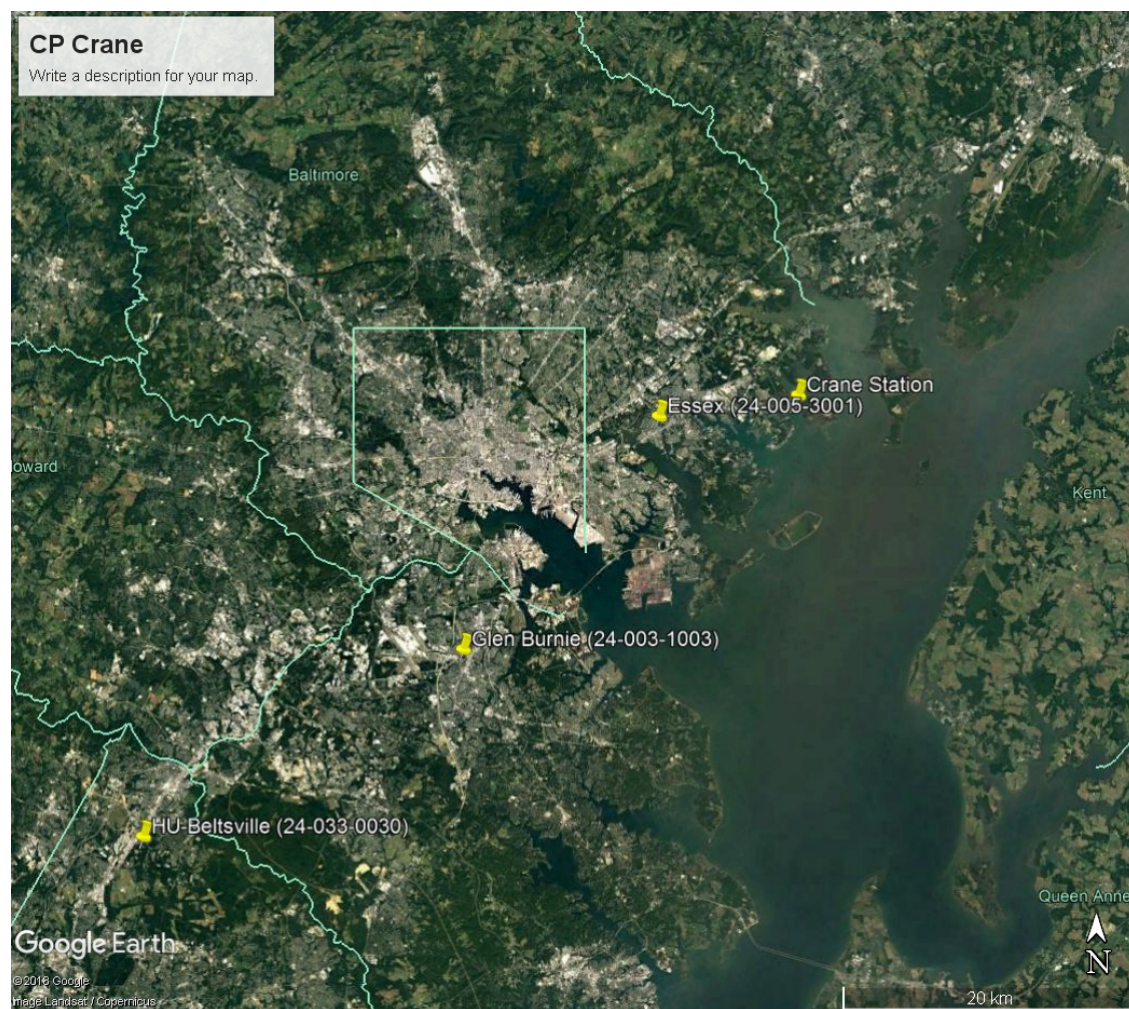 CP Crane
Write a description for your map.
Baltimore
Crane Station
Essex (24-005-3001)
oward
Kent
Glen Burnie (24-003-1003)
HU-Beltsville (24-033-0030)
Queen Anne
Google Earth
N
©2018 Google
Image Landsat / Copernicus
20 km